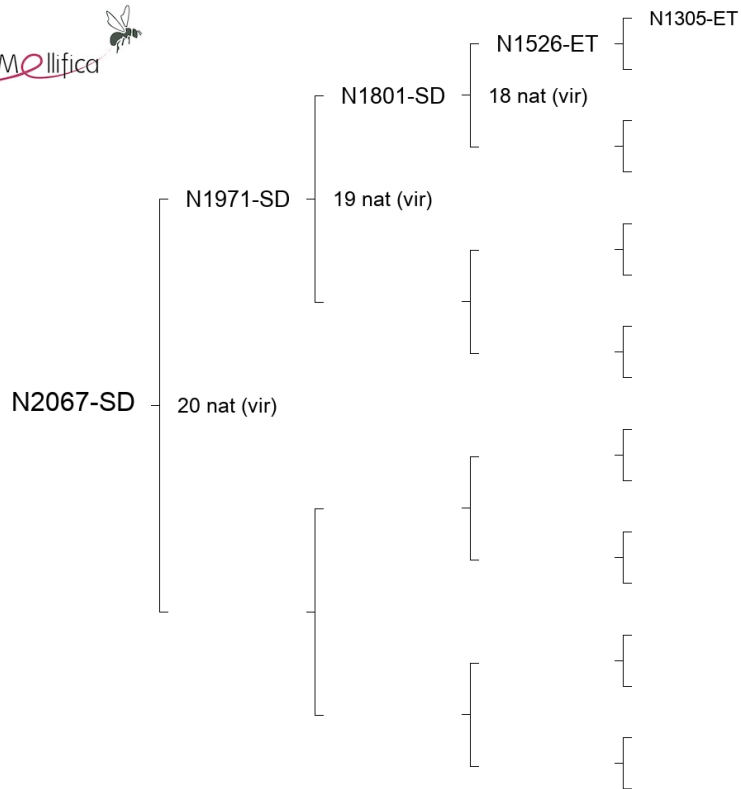 Mellifica
N1305-ET
N1526-ET
N1801-SD 18 nat (vir)
N1971-SD 19 nat (vir)
N2067-SD 20 nat (vir)